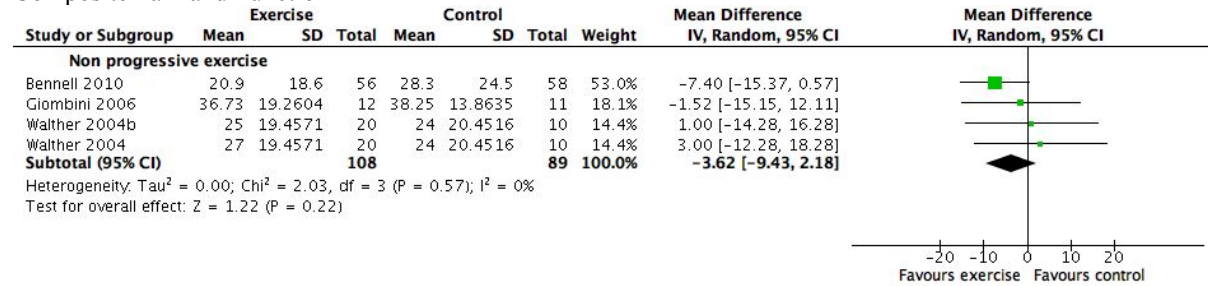 Exercise Control Mean Difference Mean Difference
Study or Subgroup Mean SD Total Mean SD Total Weight IV, Random, 95% CI IV, Random, 95% CI
Non progressive exercise
Bennell 2010 20.9 18.6 56 28.3 24.5 58 53.0% -7.40 [-15.37, 0.57]
Giombini 2006 36.73 19.2604 12 38.25 13.8635 11 18.1% -1.52 [-15.15, 12.11]
Walther 2004b 25 19.4571 20 24 20.4516 10 14.4% 1.00 [-14.28, 16.28]
Walther 2004 27 19.4571 20 24 20.4516 10 14.4% 3.00 [-12.28, 18.28]
Subtotal (95% CI) 108 89 100.0% -3.62 [-9.43, 2.18]
Heterogeneity: Tau² = 0.00; Chi² = 2.03, df = 3 (P = 0.57); I² = 0%
Test for overall effect: Z = 1.22 (P = 0.22)
-20 -10 0 10 20
Favours exercise Favours control